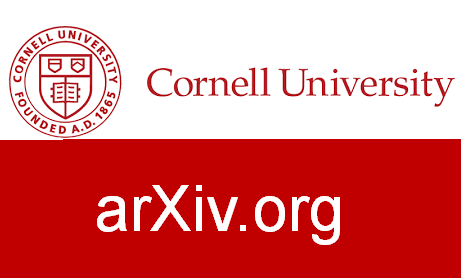 CORNELL UNIVERSITY
FOUNDED A.D. 1865
Cornell University
arXiv.org